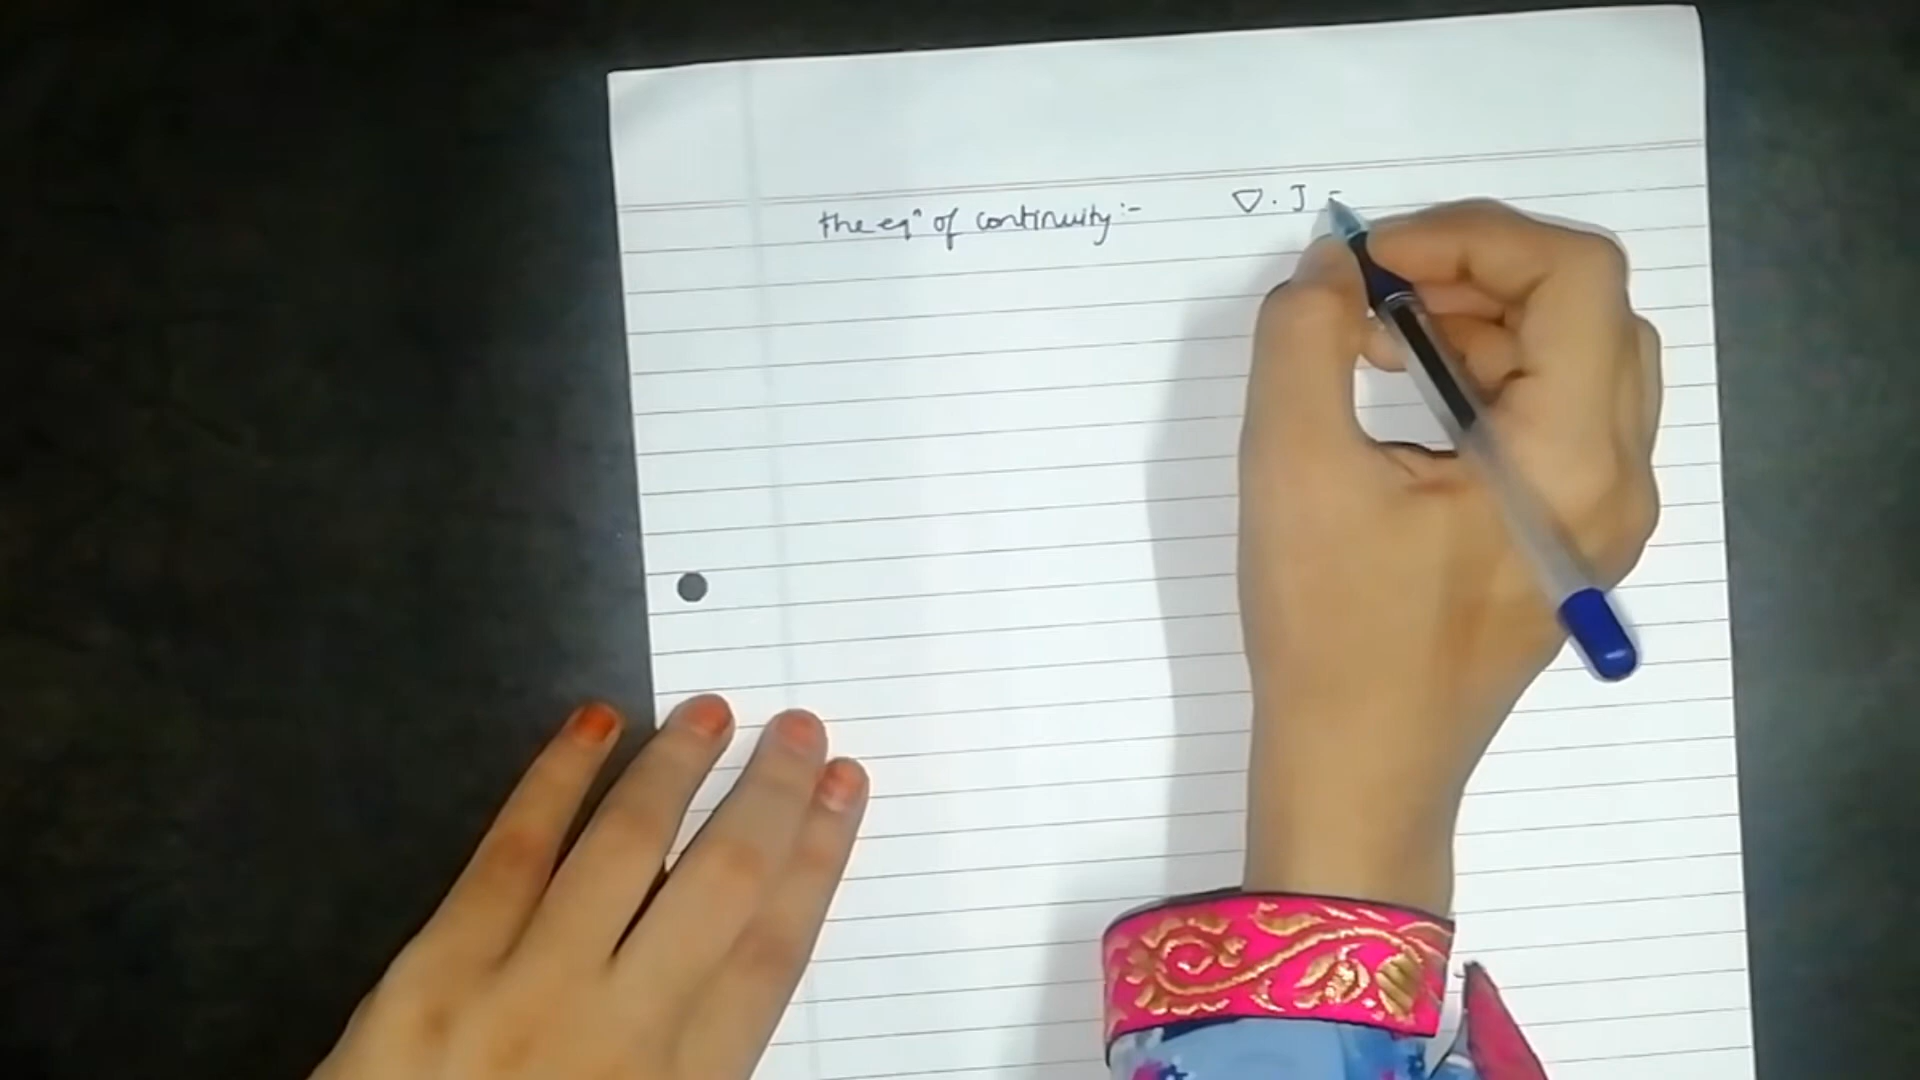 the eqⁿ of continuity :- ∇ . J =